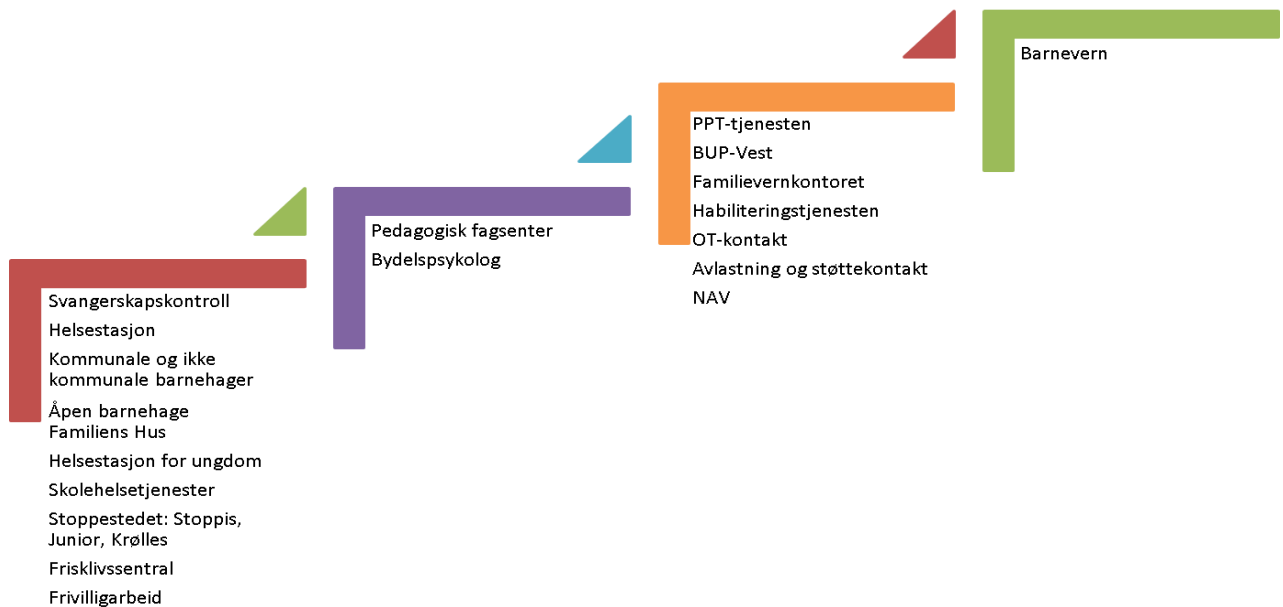 Svangerskapskontroll
Helsestasjon
Kommunale og ikke
kommunale barnehager
Åpen barnehage
Familiens Hus
Helsestasjon for ungdom
Skolehelsetjenester
Stoppestedet: Stoppis,
Junior, Krølles
Frisklivssentral
Frivilligarbeid
Pedagogisk fagsenter
Bydelspsykolog
PPT-tjenesten
BUP-Vest
Familievernkontoret
Habiliteringstjenesten
OT-kontakt
Avlastning og støttekontakt
NAV
Barnevern